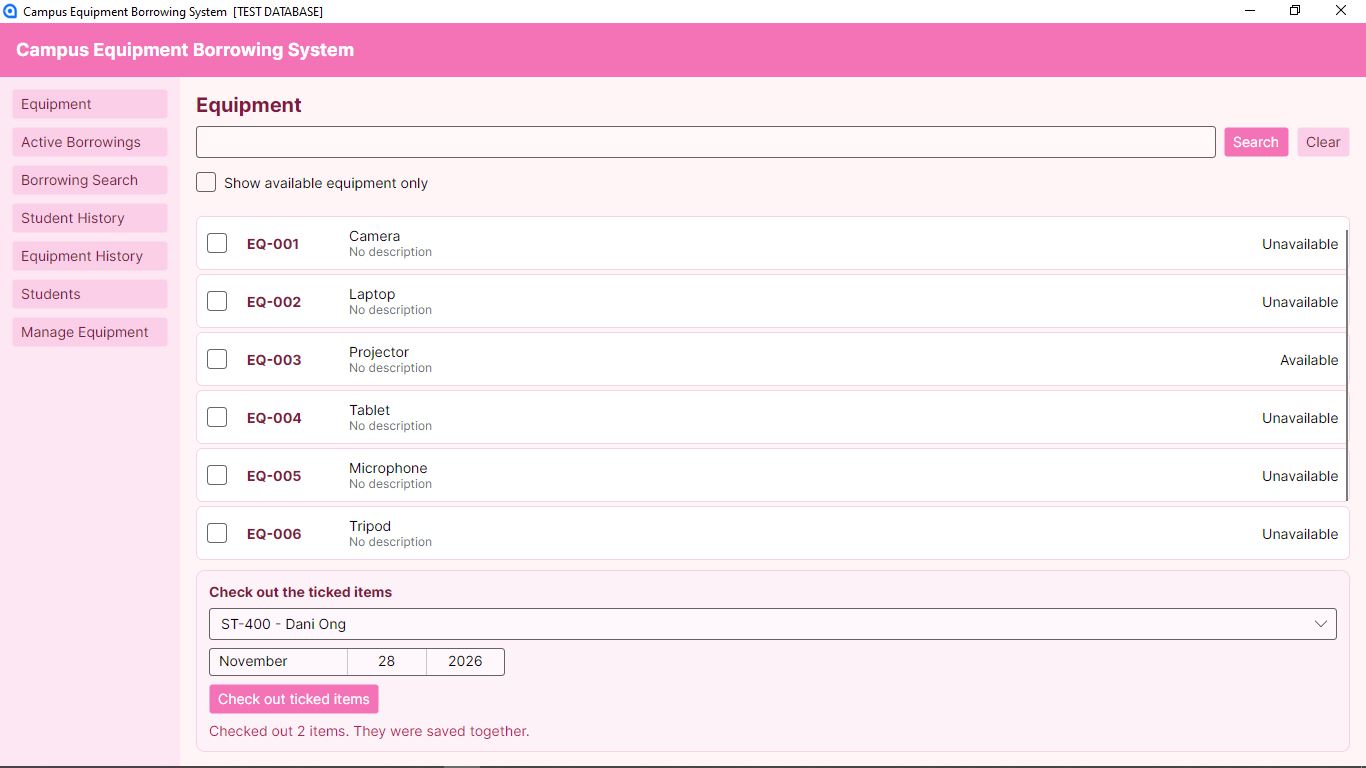 Campus Equipment Borrowing System [TEST DATABASE]
Campus Equipment Borrowing System
Equipment
Active Borrowings
Borrowing Search
Student History
Equipment History
Students
Manage Equipment
Equipment
Search
Clear
Show available equipment only
EQ-001
Camera
No description
Unavailable
EQ-002
Laptop
No description
Unavailable
EQ-003
Projector
No description
Available
EQ-004
Tablet
No description
Unavailable
EQ-005
Microphone
No description
Unavailable
EQ-006
Tripod
No description
Unavailable
Check out the ticked items
ST-400 - Dani Ong
November 28 2026
Check out ticked items
Checked out 2 items. They were saved together.